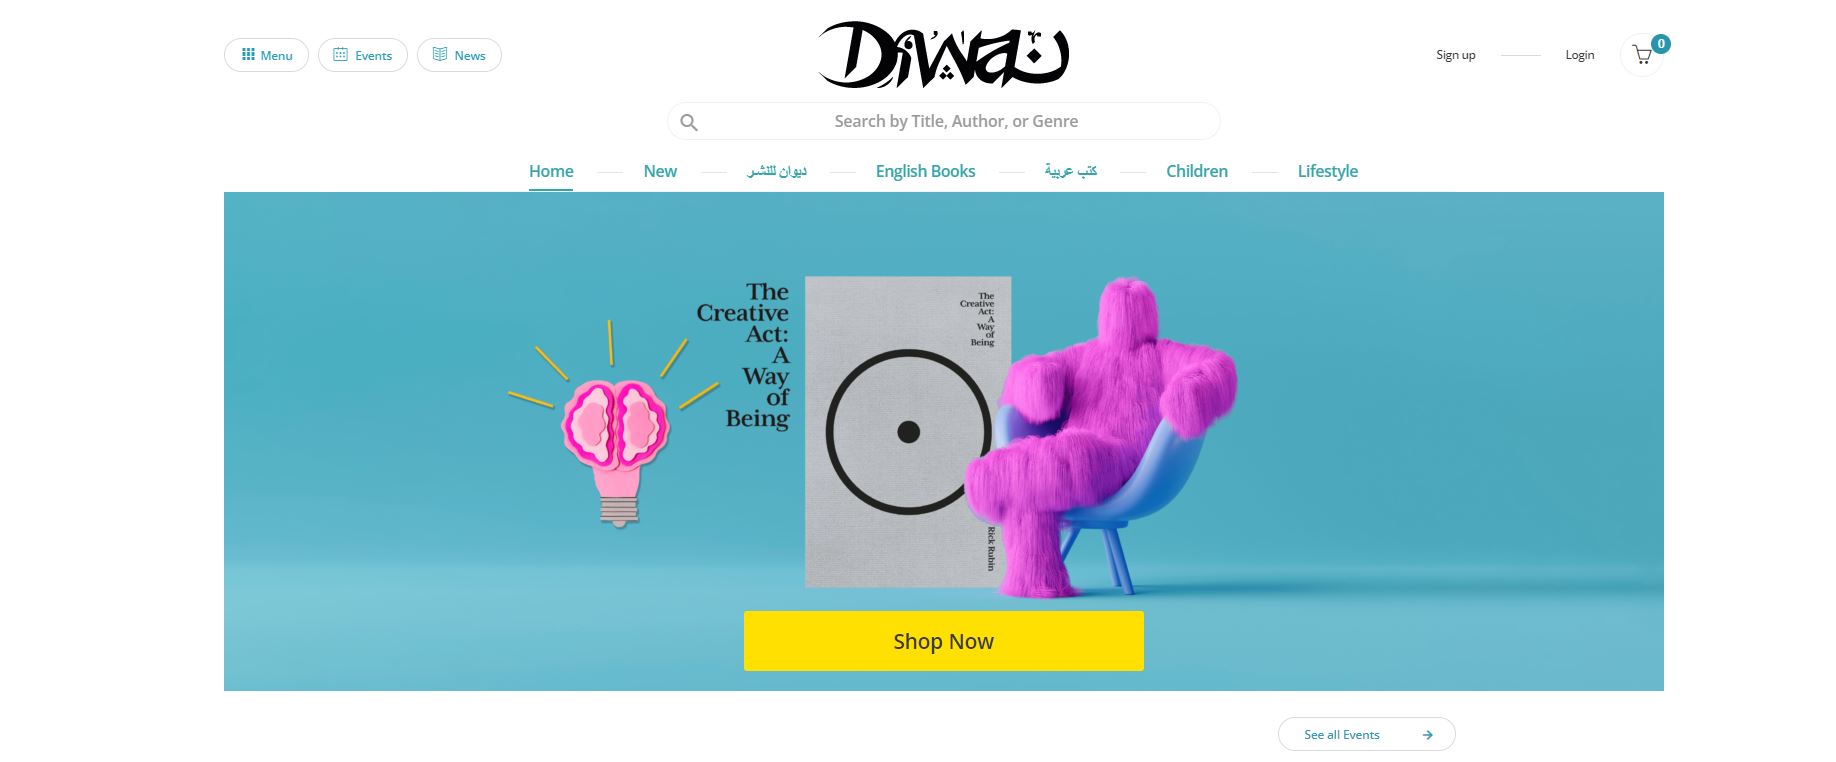 Menu
Events
News
Diwan
Sign up
Login
0
Search by Title, Author, or Genre
Home
New
ديوان للنشر
English Books
كتب عربية
Children
Lifestyle
The
Creative
Act:
A
Way
of
Being
The
Creative
Act:
A
Way
of
Being
Rick Rubin
Shop Now
See all Events